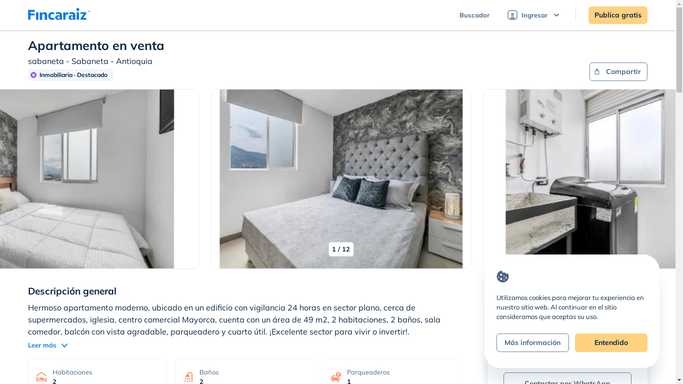 Fincaraiz
Buscador
Ingresar
Publica gratis
Apartamento en venta
sabaneta - Sabaneta - Antioquia
Inmobiliaria · Destacado
Compartir
1 / 12
Descripción general
Hermoso apartamento moderno, ubicado en un edificio con vigilancia 24 horas en sector plano, cerca de
supermercados, iglesia, centro comercial Mayorca, cuenta con un área de 49 m2, 2 habitaciones, 2 baños, sala
comedor, balcón con vista agradable, parqueadero y cuarto útil. ¡Excelente sector para vivir o invertir!.
Leer más
Habitaciones
2
Baños
2
Parqueaderos
1
Utilizamos cookies para mejorar tu experiencia en
nuestro sitio web. Al continuar en el sitio
consideramos que aceptas su uso.
Más información
Entendido
Contactar por WhatsApp